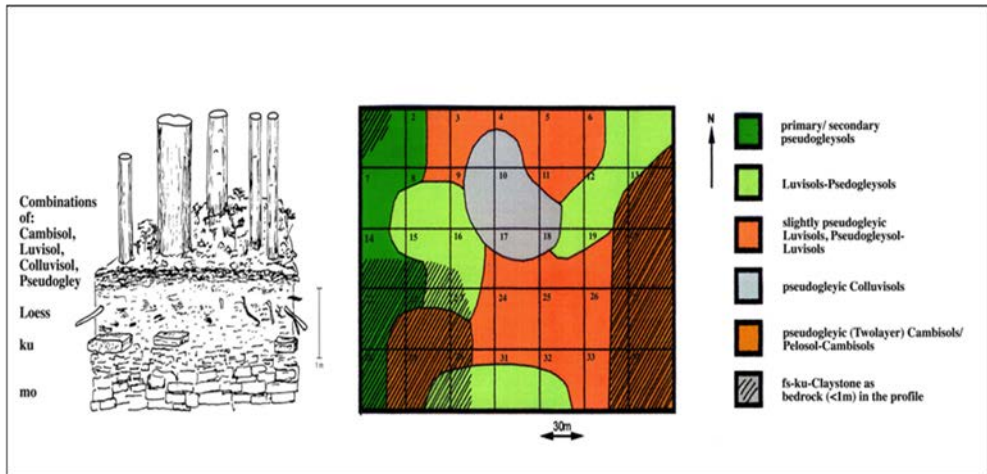 Combinations
of:
Cambisol,
Luvisol,
Colluvisol,
Pseudogley
Loess
ku
mo
1m
2 3 4 5 6
7 8 9 10 11 12 13
14 15 16 17 18 19
24 25 26
31 32 33
30m
N
primary/ secondary
pseudogleysols
Luvisols-Psedogleysols
slightly pseudogleyic
Luvisols, Pseudogleysol-
Luvisols
pseudogleyic Colluvisols
pseudogleyic (Twolayer) Cambisols/
Pelosol-Cambisols
fs-ku-Claystone as
bedrock (<1m) in the profile